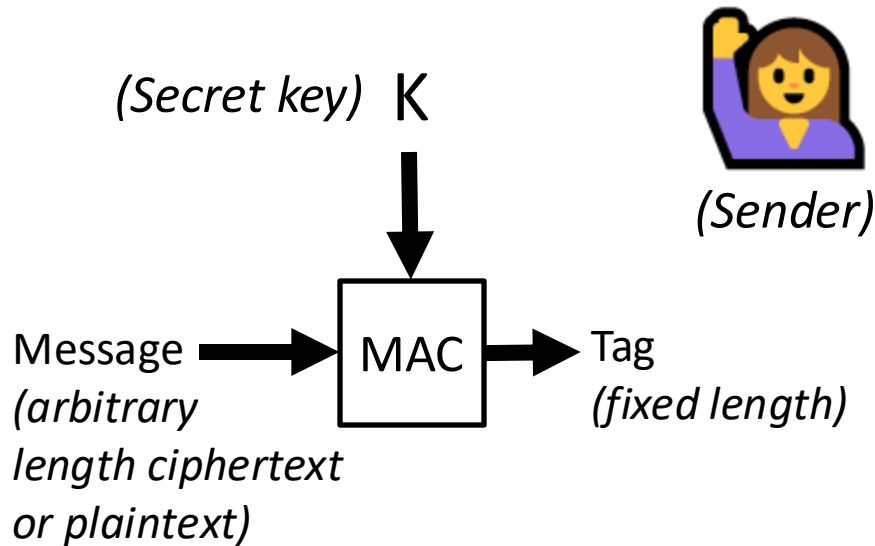 (Secret key) K
(Sender)
Message
(arbitrary
length ciphertext
or plaintext)
MAC
Tag
(fixed length)